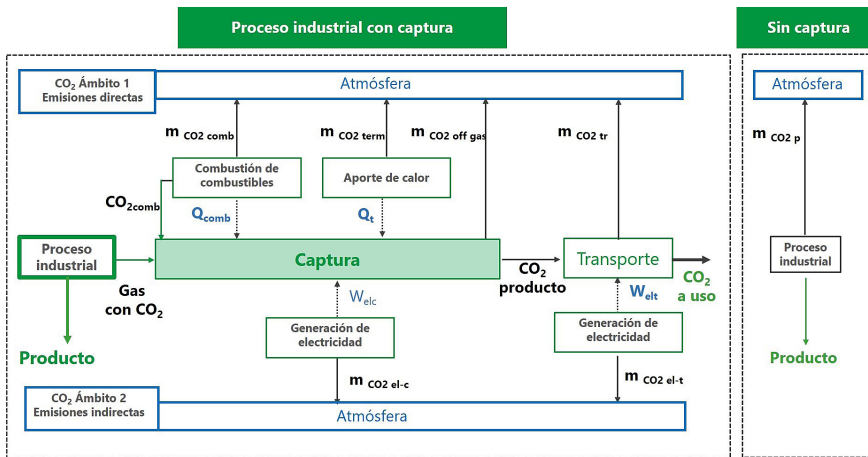 Proceso industrial con captura
Sin captura
CO2 Ámbito 1
Emisiones directas
Atmósfera
Atmósfera
m CO2 comb
m CO2 term
m CO2 off gas
m CO2 tr
m CO2 p
Combustión de
combustibles
Aporte de calor
CO2comb
Qcomb
Qt
Proceso
industrial
Captura
Transporte
Proceso
industrial
Gas
con CO2
CO2
producto
CO2
a uso
Welc
Welt
Generación de
electricidad
Generación de
electricidad
Producto
Producto
m CO2 el-c
m CO2 el-t
CO2 Ámbito 2
Emisiones indirectas
Atmósfera